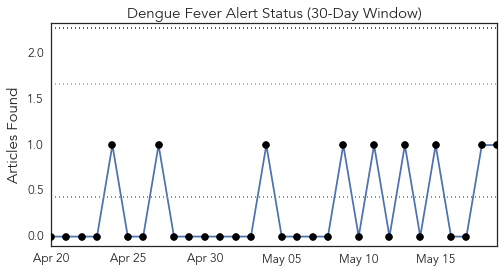 Dengue Fever Alert Status (30-Day Window)
Articles Found
2.0
1.5
1.0
0.5
0.0
Apr 20 Apr 25 Apr 30 May 05 May 10 May 15